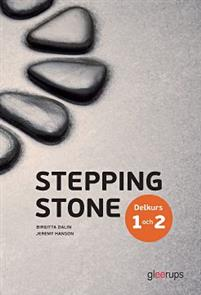 STEPPING
STONE
Delkurs
1 och 2
BIRGITTA DALIN
JEREMY HANSON
gleerups